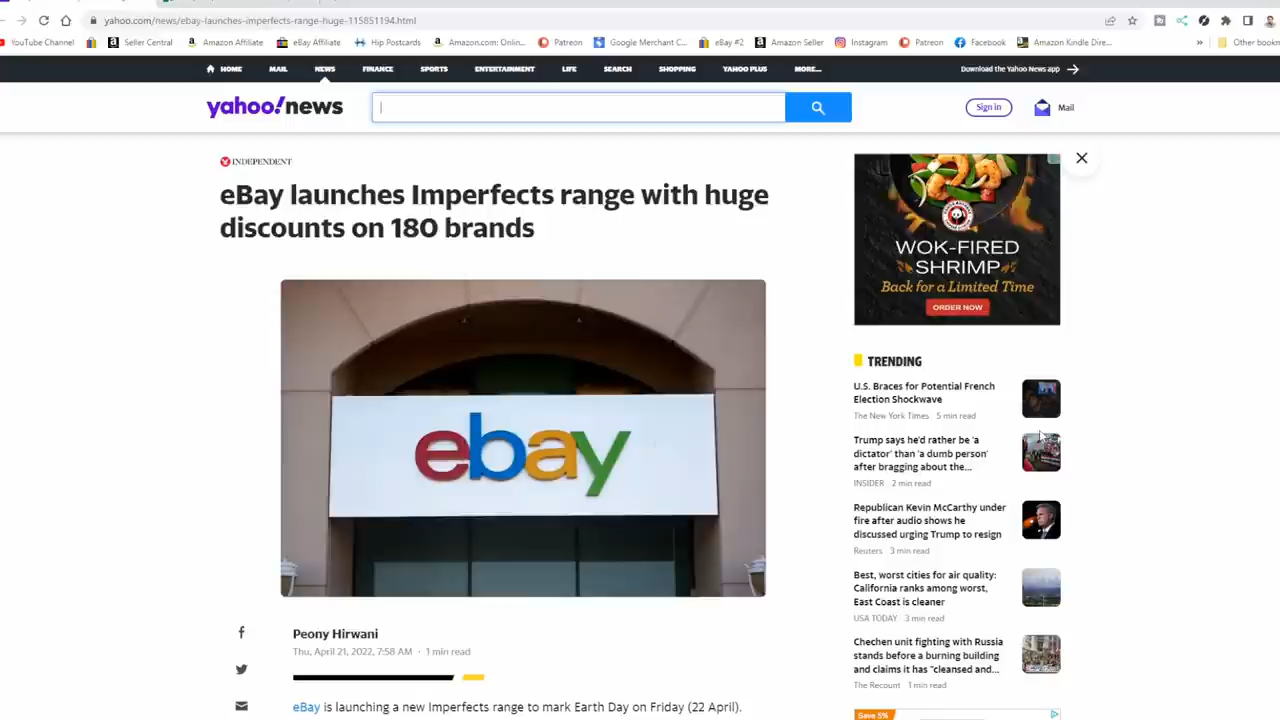 yahoo.com/news/ebay-launches-imperfects-range-huge-115851194.html
YouTube Channel Seller Central Amazon Affiliate eBay Affiliate Hip Postcards Amazon.com: Onlin... Patreon Google Merchant C... eBay #2 Amazon Seller Instagram Patreon Facebook Amazon Kindle Dire... » Other bookm
HOME MAIL NEWS FINANCE SPORTS ENTERTAINMENT LIFE SEARCH SHOPPING YAHOO PLUS MORE... Download the Yahoo News app
yahoo!news Sign in Mail
INDEPENDENT
eBay launches Imperfects range with huge
discounts on 180 brands
ebay
Peony Hirwani
Thu, April 21, 2022, 7:58 AM · 1 min read
eBay is launching a new Imperfects range to mark Earth Day on Friday (22 April).
WOK-FIRED
SHRIMP
Back for a Limited Time
ORDER NOW
TRENDING
U.S. Braces for Potential French
Election Shockwave
The New York Times 5 min read
Trump says he'd rather be 'a
dictator' than 'a dumb person'
after bragging about the...
INSIDER 2 min read
Republican Kevin McCarthy under
fire after audio shows he
discussed urging Trump to resign
Reuters 3 min read
Best, worst cities for air quality:
California ranks among worst,
East Coast is cleaner
USA TODAY 3 min read
Chechen unit fighting with Russia
stands before a burning building
and claims it has "cleansed and...
The Recount 1 min read
Save 5%